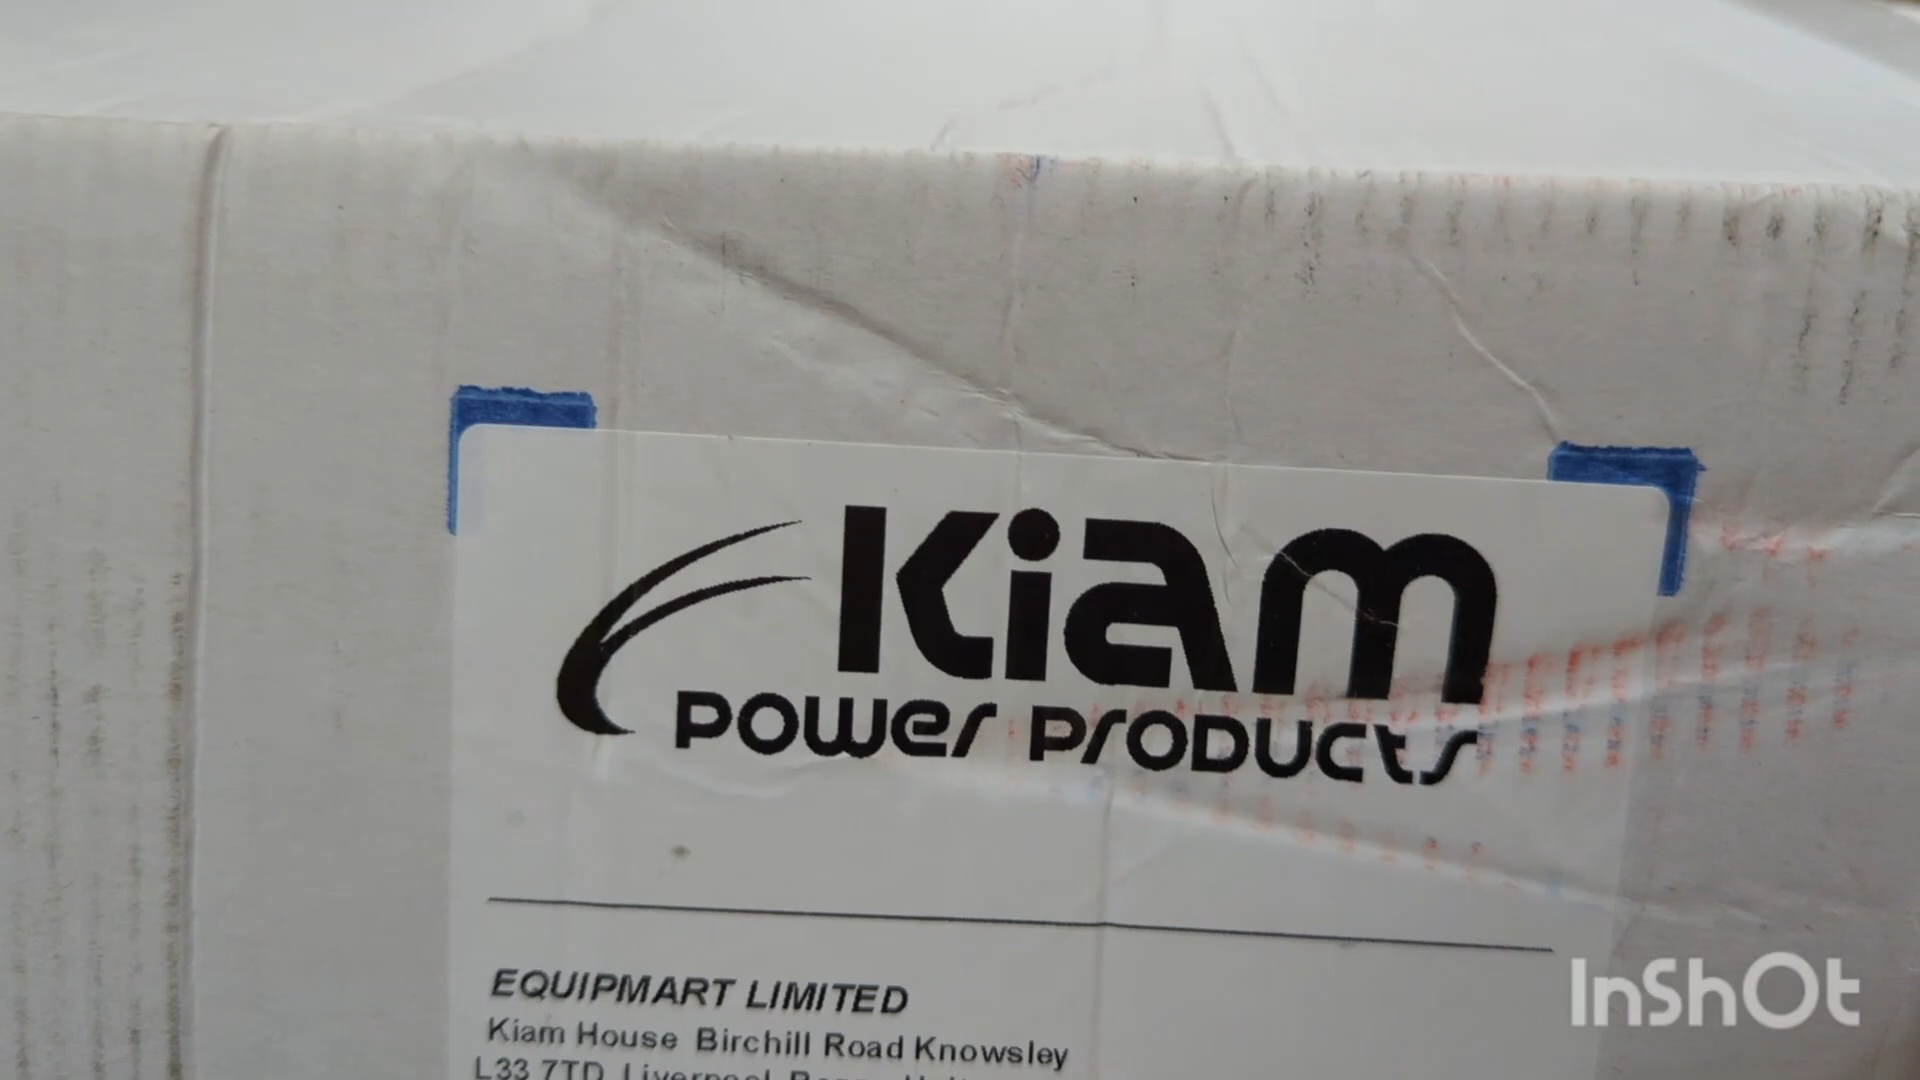 Kiam
Power Products
EQUIPMART LIMITED
Kiam House Birchill Road Knowsley
L33 7TD Liverpool
InShOt